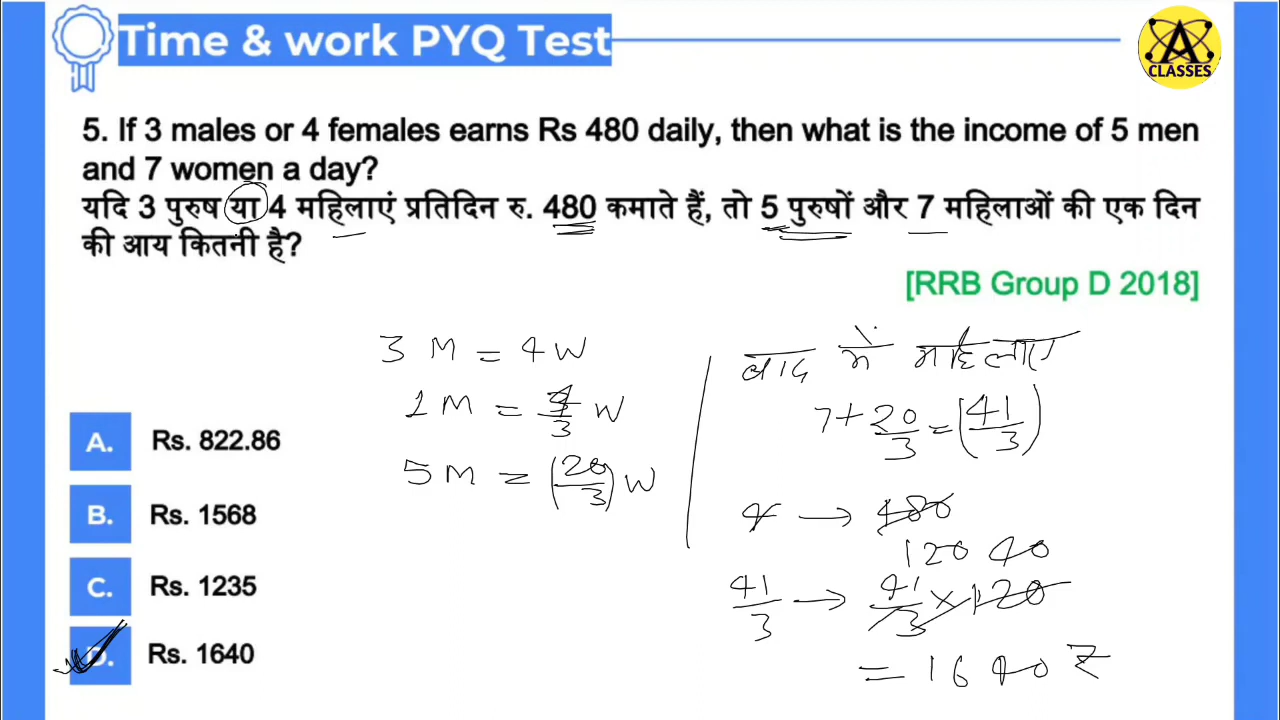 Time & work PYQ Test
A
CLASSES
5. If 3 males or 4 females earns Rs 480 daily, then what is the income of 5 men
and 7 women a day?
यदि 3 पुरुष या 4 महिलाएं प्रतिदिन रु. 480 कमाते हैं, तो 5 पुरुषों और 7 महिलाओं की एक दिन
की आय कितनी है?
[RRB Group D 2018]
A. Rs. 822.86
B. Rs. 1568
C. Rs. 1235
D. Rs. 1640
3 M = 4 W
1 M = 4/3 W
5 M = (20/3) W
बाद में महिलाएं
7 + 20/3 = (41/3)
4 → 480
120 40
41/3 → 41/3 × 120
= 1640 ₹